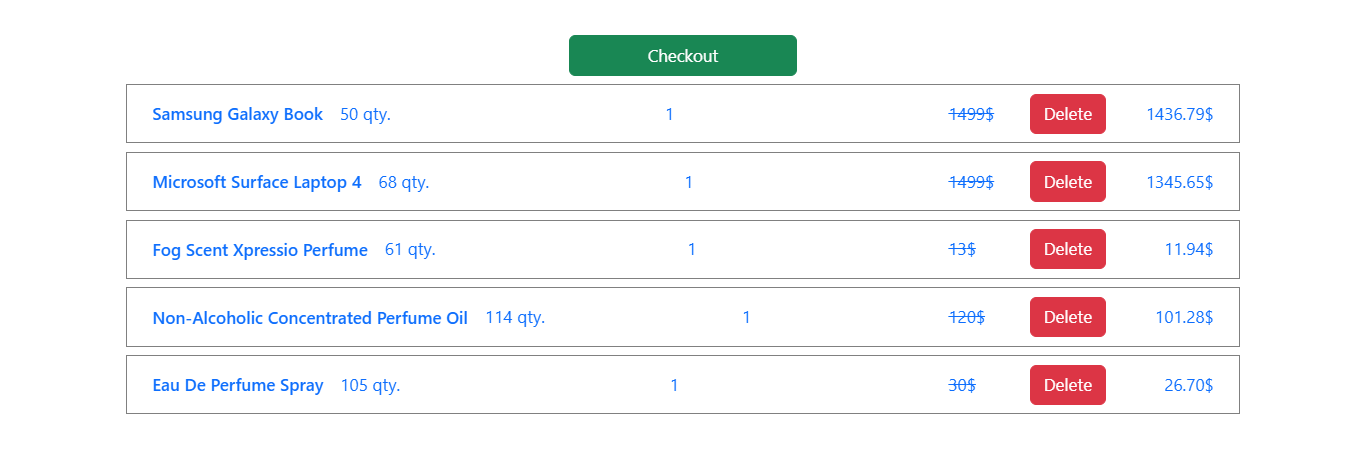 Checkout
Samsung Galaxy Book 50 qty. 1 1499$ Delete 1436.79$
Microsoft Surface Laptop 4 68 qty. 1 1499$ Delete 1345.65$
Fog Scent Xpressio Perfume 61 qty. 1 13$ Delete 11.94$
Non-Alcoholic Concentrated Perfume Oil 114 qty. 1 120$ Delete 101.28$
Eau De Perfume Spray 105 qty. 1 30$ Delete 26.70$